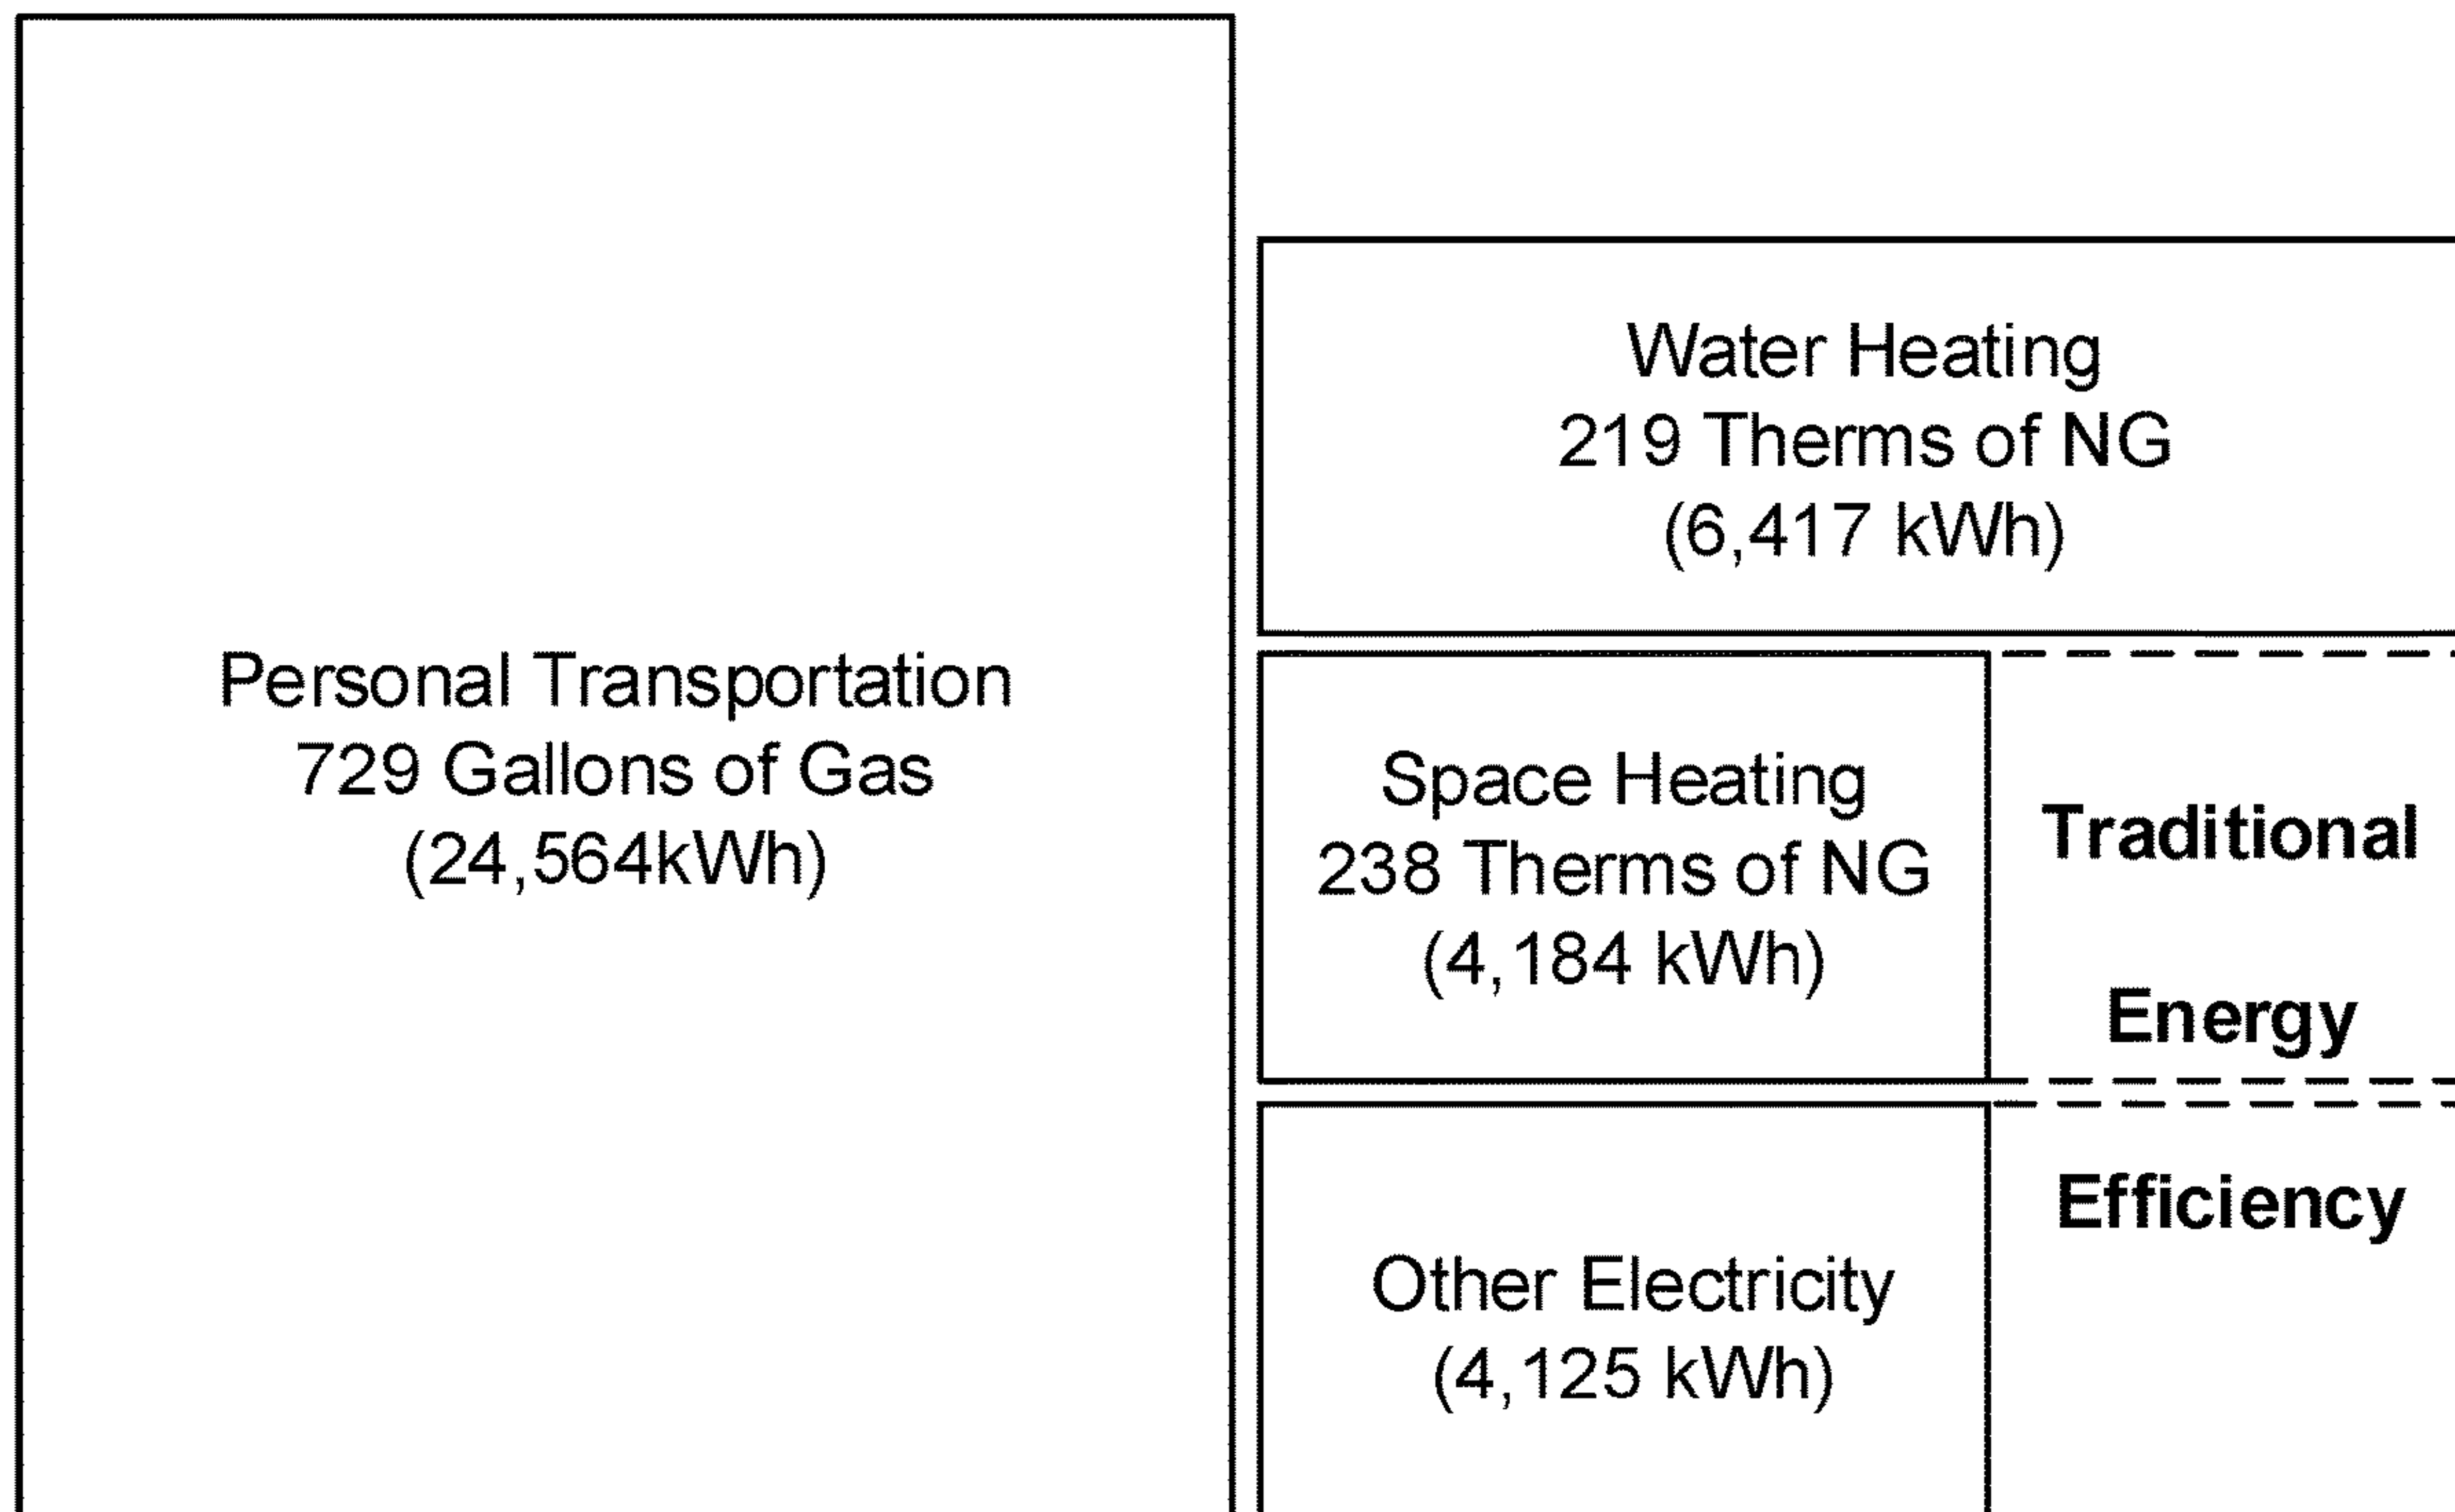 Personal Transportation
729 Gallons of Gas
(24,564kWh)
Water Heating
219 Therms of NG
(6,417 kWh)
Space Heating
238 Therms of NG
(4,184 kWh)
Traditional
Energy
Efficiency
Other Electricity
(4,125 kWh)